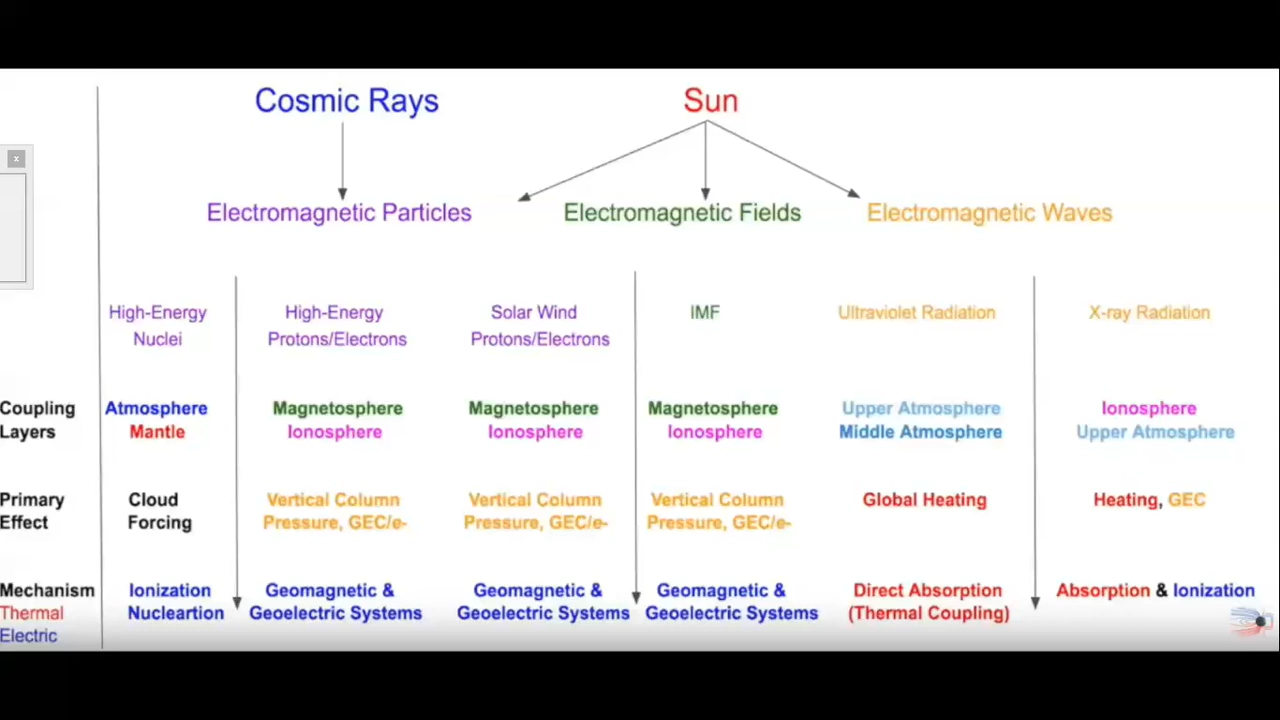 Cosmic Rays
Sun
Electromagnetic Particles
Electromagnetic Fields
Electromagnetic Waves
High-Energy
Nuclei
High-Energy
Protons/Electrons
Solar Wind
Protons/Electrons
IMF
Ultraviolet Radiation
X-ray Radiation
Coupling
Layers
Atmosphere
Mantle
Magnetosphere
Ionosphere
Magnetosphere
Ionosphere
Magnetosphere
Ionosphere
Upper Atmosphere
Middle Atmosphere
Ionosphere
Upper Atmosphere
Primary
Effect
Cloud
Forcing
Vertical Column
Pressure, GEC/e-
Vertical Column
Pressure, GEC/e-
Vertical Column
Pressure, GEC/e-
Global Heating
Heating, GEC
Mechanism
Thermal
Electric
Ionization
Nucleartion
Geomagnetic &
Geoelectric Systems
Geomagnetic &
Geoelectric Systems
Geomagnetic &
Geoelectric Systems
Direct Absorption
(Thermal Coupling)
Absorption & Ionization
x